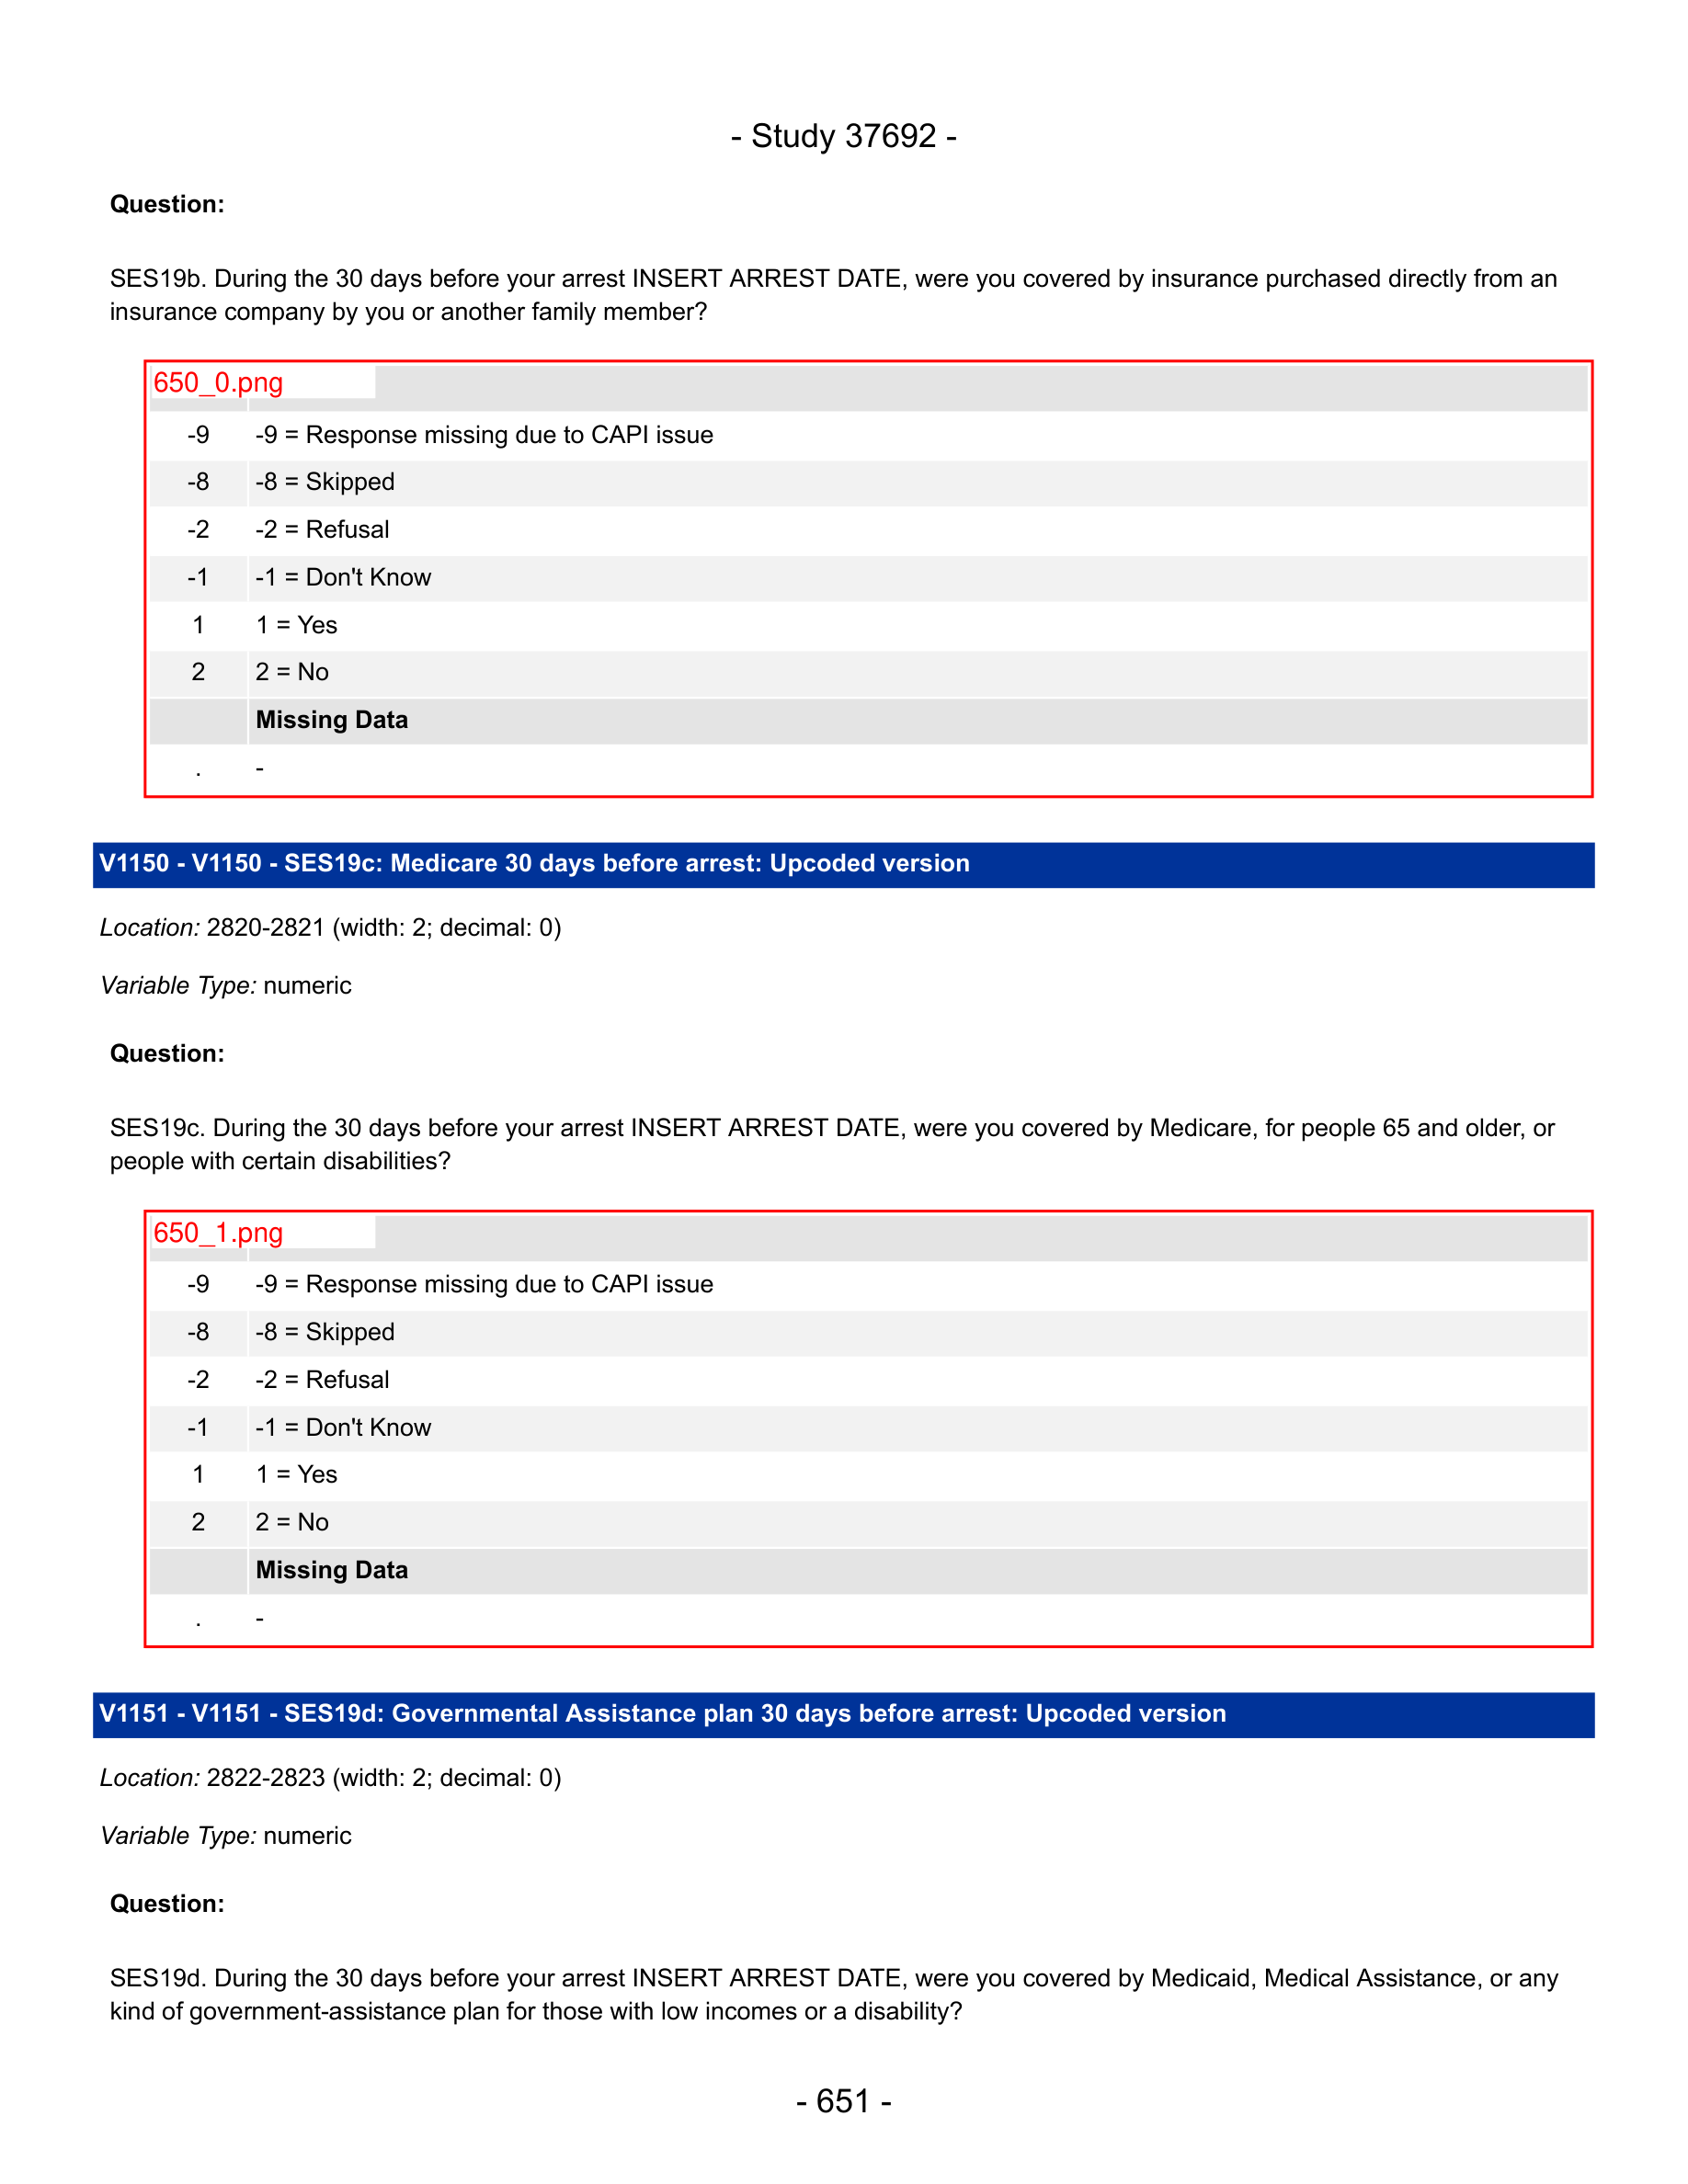 - Study 37692 -
Question:
SES19b. During the 30 days before your arrest INSERT ARREST DATE, were you covered by insurance purchased directly from an
insurance company by you or another family member?
650_0.png
-9 -9 = Response missing due to CAPI issue
-8 -8 = Skipped
-2 -2 = Refusal
-1 -1 = Don't Know
1 1 = Yes
2 2 = No
Missing Data
. -
V1150 - V1150 - SES19c: Medicare 30 days before arrest: Upcoded version
Location: 2820-2821 (width: 2; decimal: 0)
Variable Type: numeric
Question:
SES19c. During the 30 days before your arrest INSERT ARREST DATE, were you covered by Medicare, for people 65 and older, or
people with certain disabilities?
650_1.png
-9 -9 = Response missing due to CAPI issue
-8 -8 = Skipped
-2 -2 = Refusal
-1 -1 = Don't Know
1 1 = Yes
2 2 = No
Missing Data
. -
V1151 - V1151 - SES19d: Governmental Assistance plan 30 days before arrest: Upcoded version
Location: 2822-2823 (width: 2; decimal: 0)
Variable Type: numeric
Question:
SES19d. During the 30 days before your arrest INSERT ARREST DATE, were you covered by Medicaid, Medical Assistance, or any
kind of government-assistance plan for those with low incomes or a disability?
- 651 -